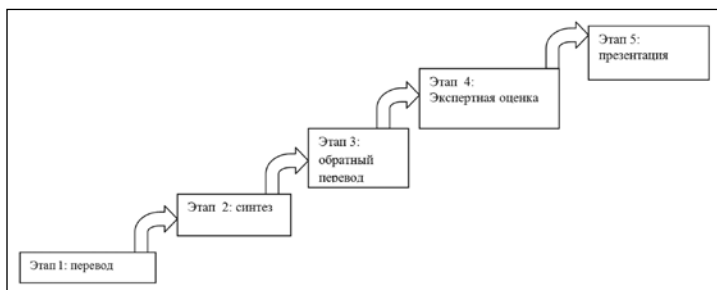 Этап 1: перевод
Этап 2: синтез
Этап 3:
обратный
перевод
Этап 4:
Экспертная оценка
Этап 5:
презентация